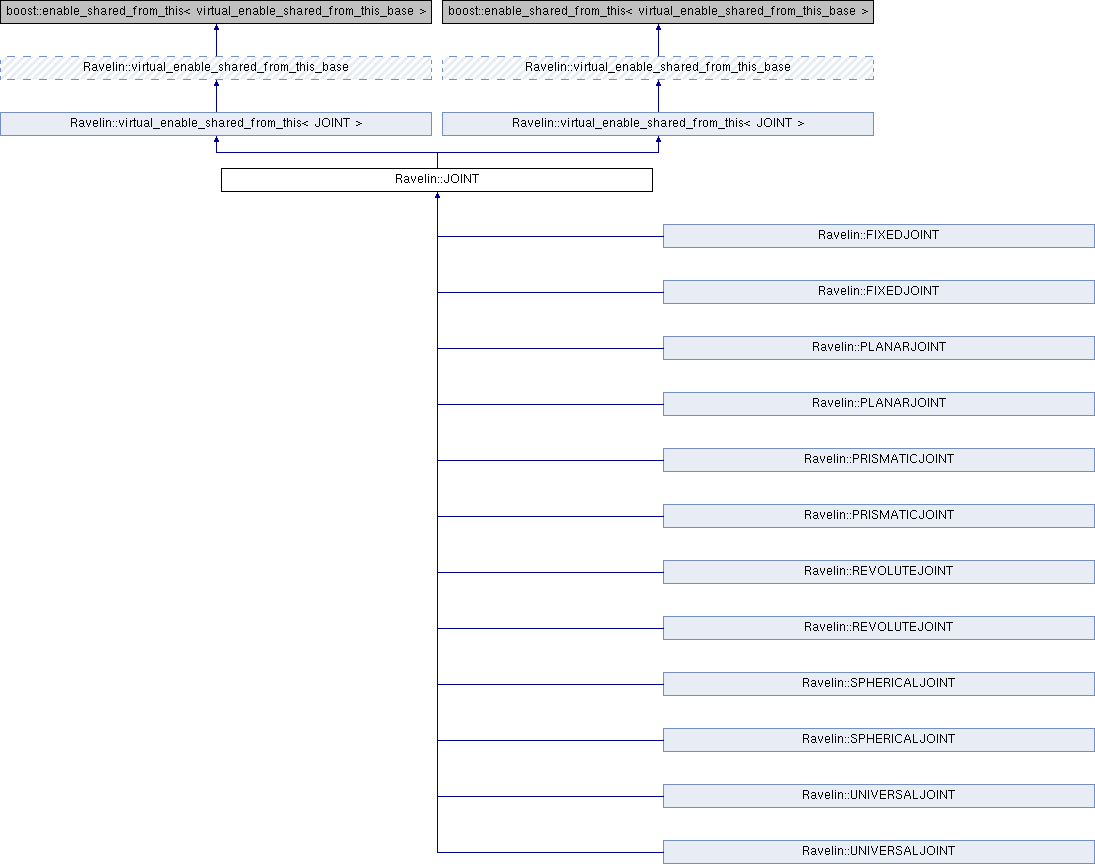 boost::enable_shared_from_this< virtual_enable_shared_from_this_base >
boost::enable_shared_from_this< virtual_enable_shared_from_this_base >
Ravelin::virtual_enable_shared_from_this_base
Ravelin::virtual_enable_shared_from_this_base
Ravelin::virtual_enable_shared_from_this< JOINT >
Ravelin::virtual_enable_shared_from_this< JOINT >
Ravelin::JOINT
Ravelin::FIXEDJOINT
Ravelin::FIXEDJOINT
Ravelin::PLANARJOINT
Ravelin::PLANARJOINT
Ravelin::PRISMATICJOINT
Ravelin::PRISMATICJOINT
Ravelin::REVOLUTEJOINT
Ravelin::REVOLUTEJOINT
Ravelin::SPHERICALJOINT
Ravelin::SPHERICALJOINT
Ravelin::UNIVERSALJOINT
Ravelin::UNIVERSALJOINT